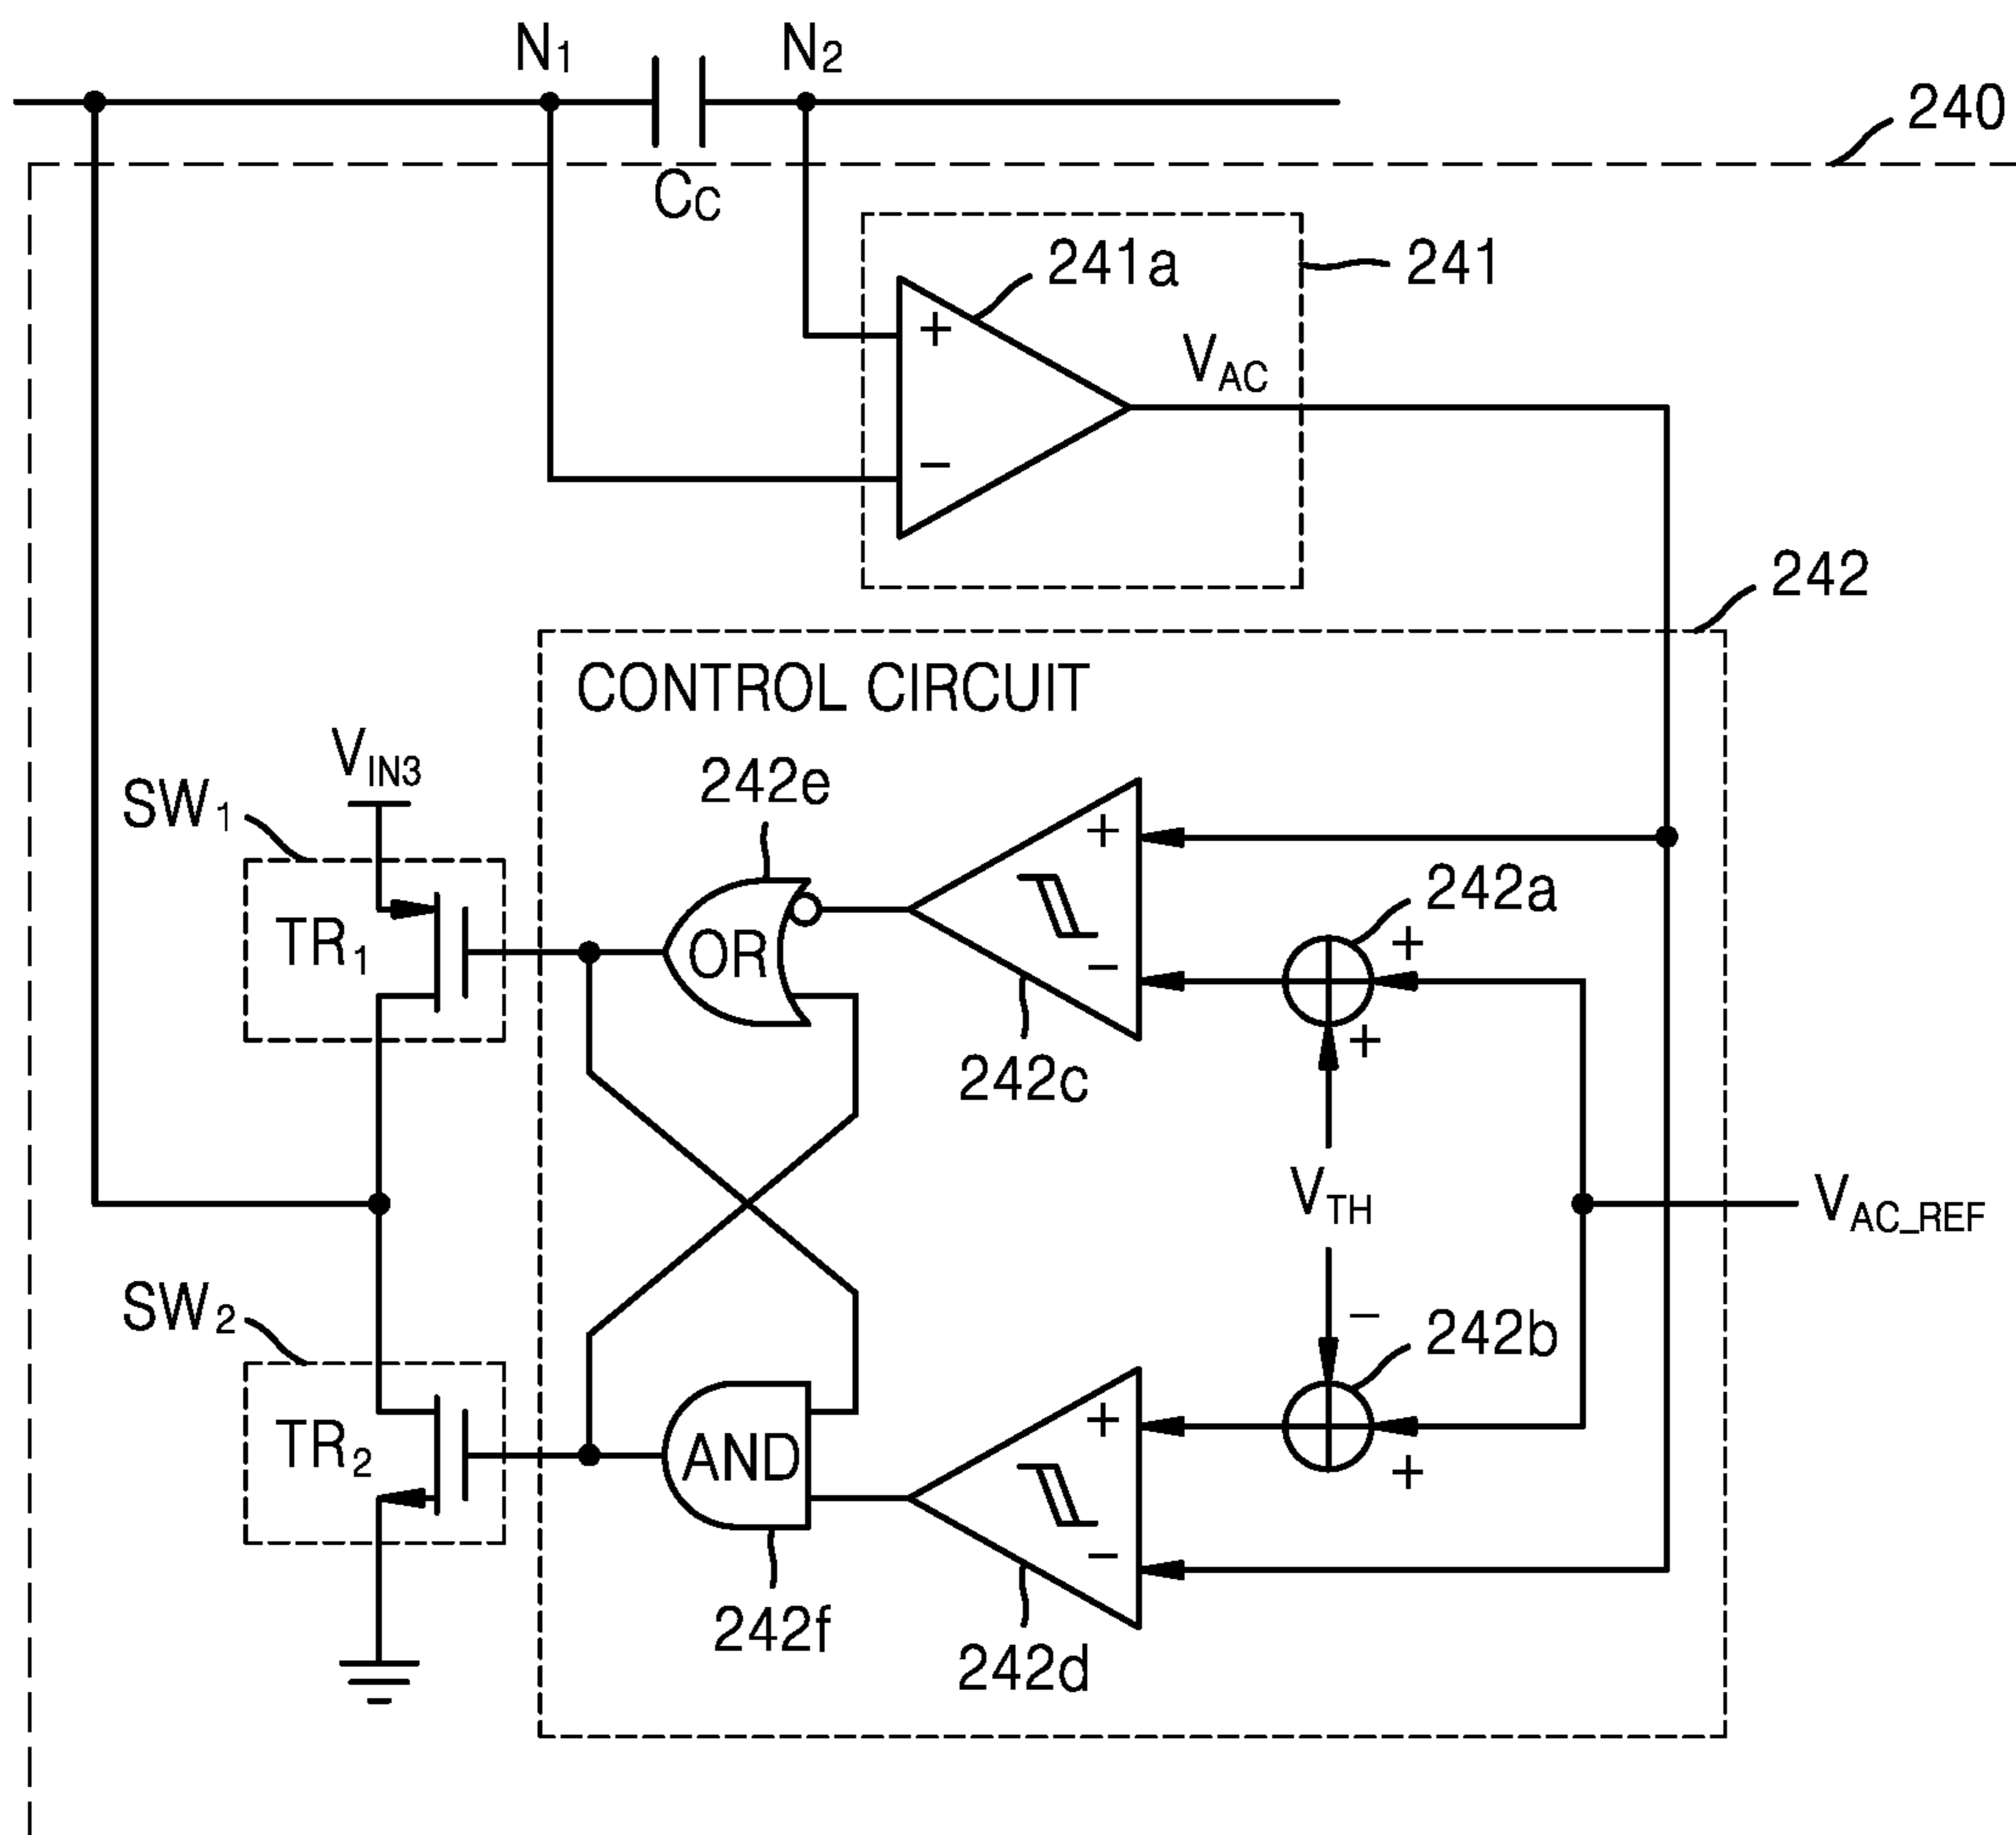 N1
N2
240
CC
241a
241
+
VAC
−
242
CONTROL CIRCUIT
VIN3
242e
SW1
+
242a
TR1
OR
+
−
+
242c
VTH
VAC_REF
SW2
−
242b
+
TR2
AND
+
−
242f
242d